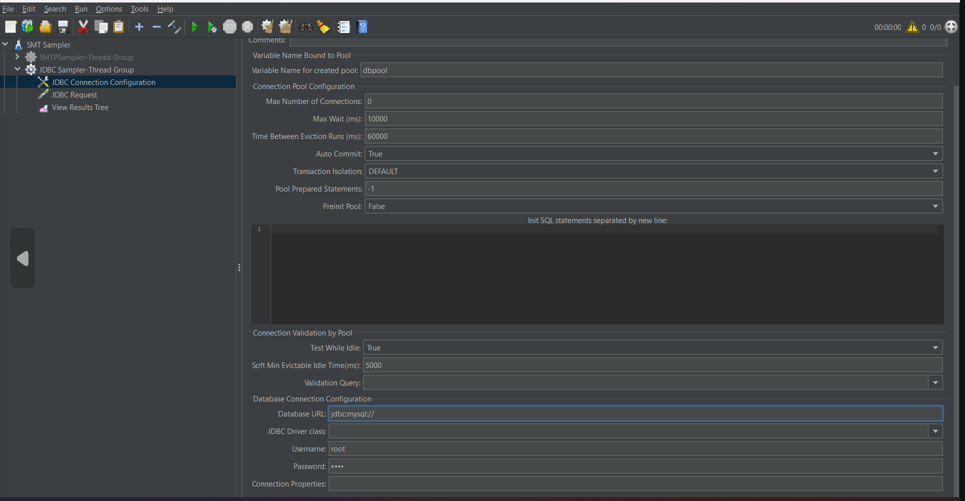 File Edit Search Run Options Tools Help
00:00:00 0 0/0
SMT Sampler
SMTPSampler-Thread Group
JDBC Sampler-Thread Group
JDBC Connection Configuration
JDBC Request
View Results Tree
Comments:
Variable Name Bound to Pool
Variable Name for created pool: dbpool
Connection Pool Configuration
Max Number of Connections: 0
Max Wait (ms): 10000
Time Between Eviction Runs (ms): 60000
Auto Commit: True
Transaction Isolation: DEFAULT
Pool Prepared Statements: -1
Preinit Pool: False
Init SQL statements separated by new line:
1
Connection Validation by Pool
Test While Idle: True
Soft Min Evictable Idle Time(ms): 5000
Validation Query:
Database Connection Configuration
Database URL: jdbc:mysql://
JDBC Driver class:
Username: root
Password: ••••
Connection Properties: